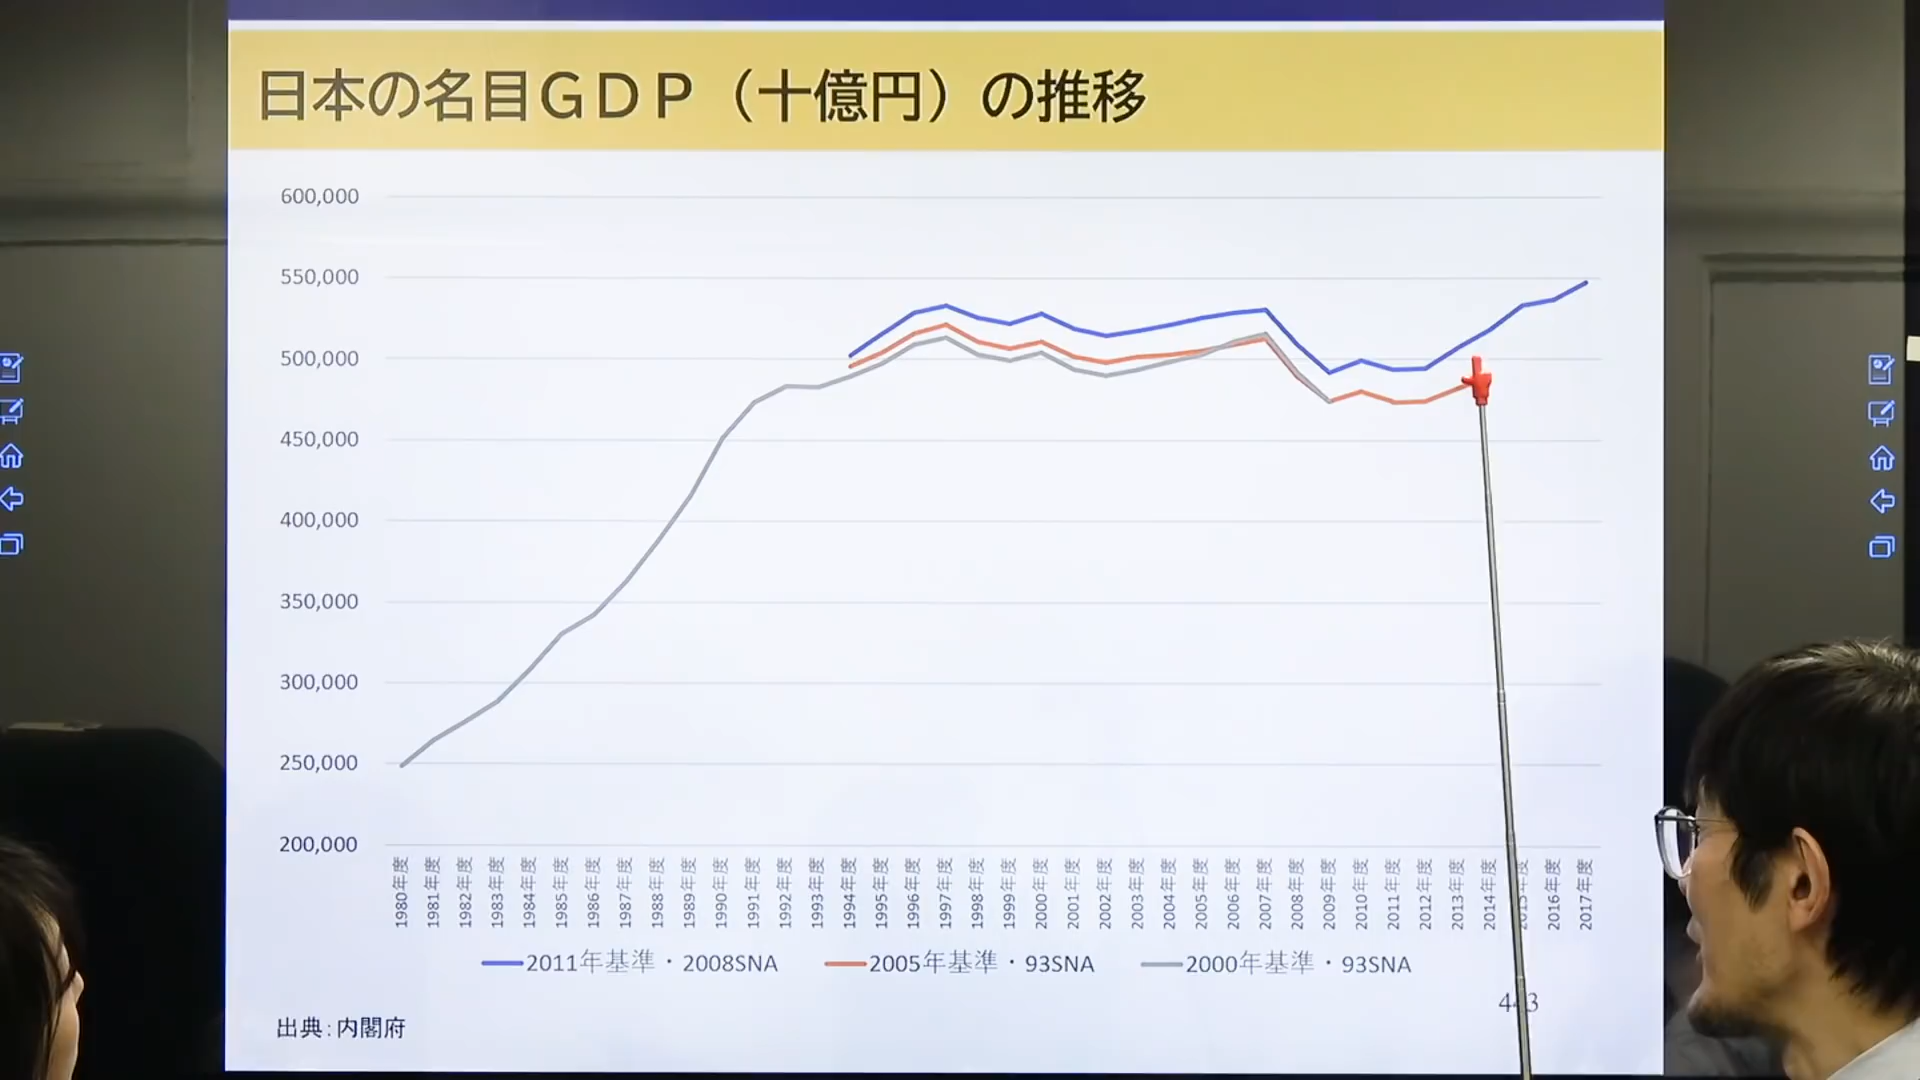 日本の名目ＧＤＰ（十億円）の推移
600,000
550,000
500,000
450,000
400,000
350,000
300,000
250,000
200,000
1980年度
1981年度
1982年度
1983年度
1984年度
1985年度
1986年度
1987年度
1988年度
1989年度
1990年度
1991年度
1992年度
1993年度
1994年度
1995年度
1996年度
1997年度
1998年度
1999年度
2000年度
2001年度
2002年度
2003年度
2004年度
2005年度
2006年度
2007年度
2008年度
2009年度
2010年度
2011年度
2012年度
2013年度
2014年度
2015年度
2016年度
2017年度
2011年基準・2008SNA
2005年基準・93SNA
2000年基準・93SNA
出典：内閣府